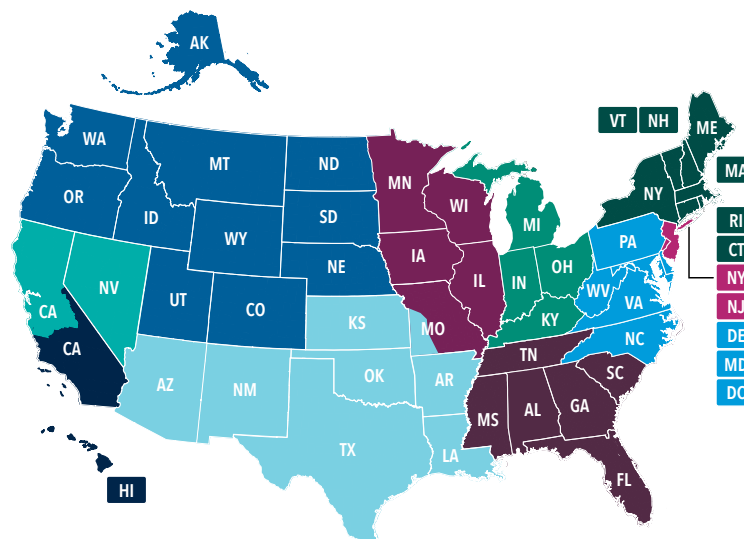 AK
VT NH
ME
WA
MT
ND
MN
MA
OR
ID
SD
WI
MI
NY
RI
WY
PA
CT
NE
IA
NV
UT
CO
IL
IN
OH
WV
VA
NY
CA
KS
MO
KY
NJ
CA
NC
DE
AZ
NM
OK
AR
TN
SC
MD
MS
AL
GA
DC
TX
LA
FL
HI